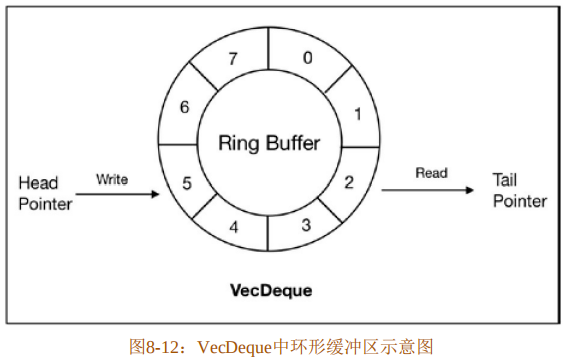 7 0
6 1
Ring Buffer
Head
Pointer
Write
5 2
Read
Tail
Pointer
4 3
VecDeque
图8-12：VecDeque中环形缓冲区示意图